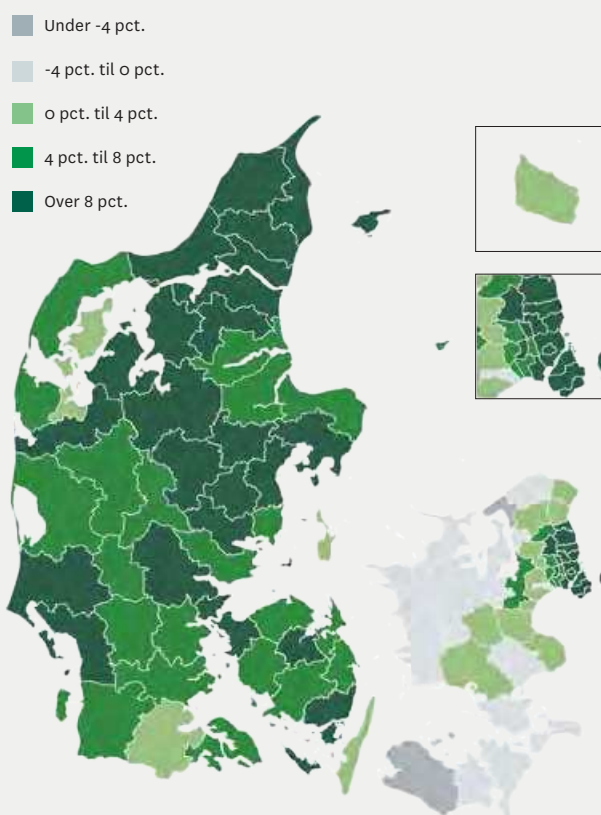 Under -4 pct.
-4 pct. til 0 pct.
0 pct. til 4 pct.
4 pct. til 8 pct.
Over 8 pct.